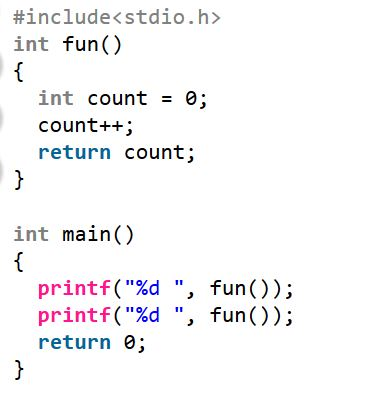 #include<stdio.h>
int fun()
{
  int count = 0;
  count++;
  return count;
}

int main()
{
  printf("%d ", fun());
  printf("%d ", fun());
  return 0;
}